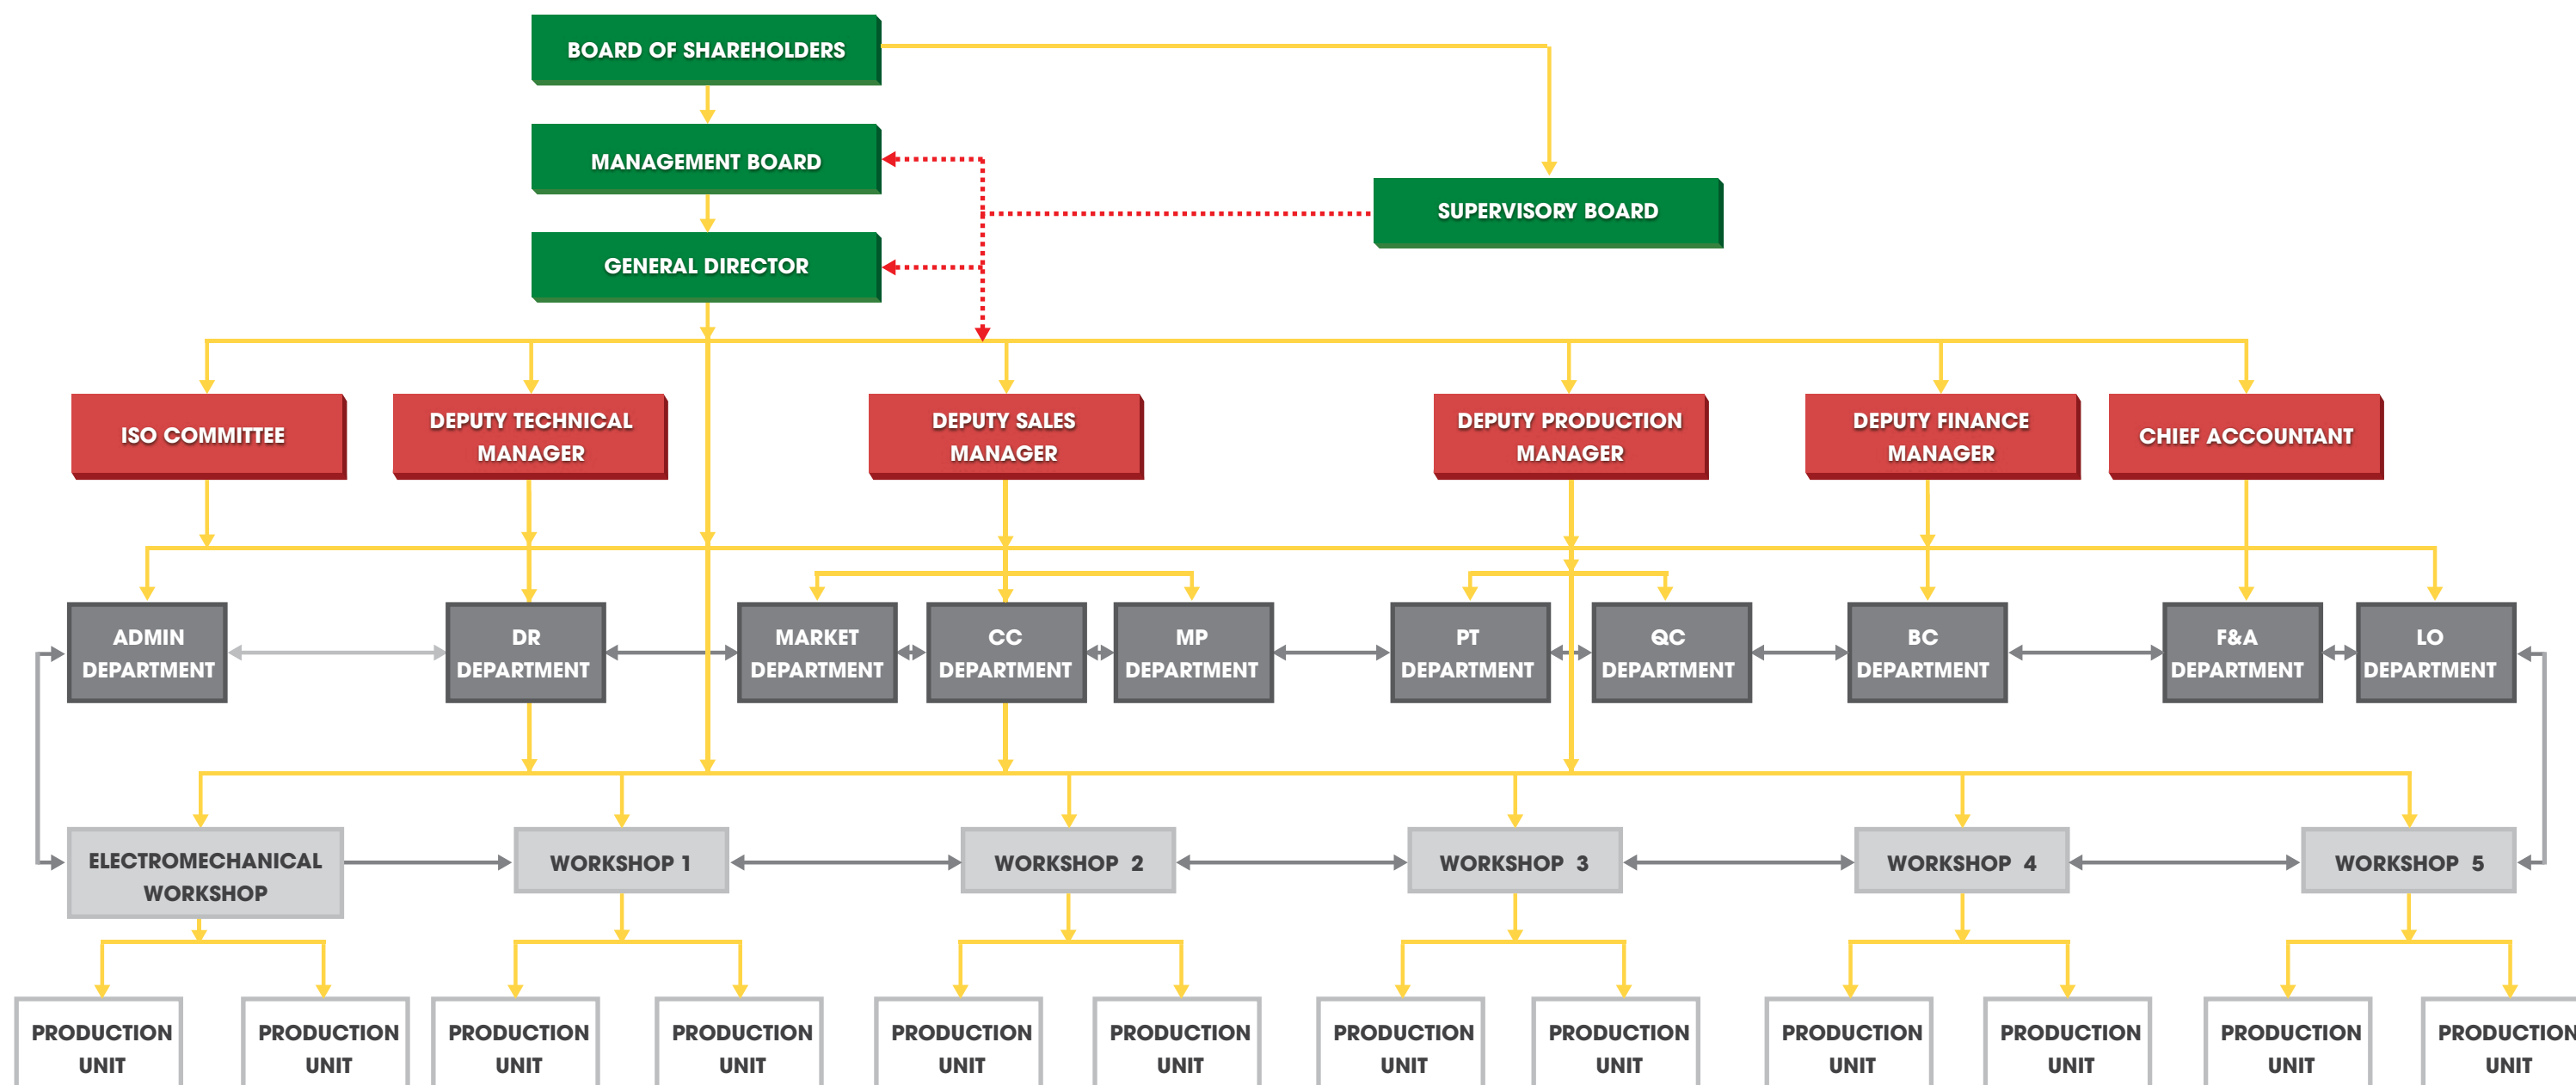 BOARD OF SHAREHOLDERS
MANAGEMENT BOARD
SUPERVISORY BOARD
GENERAL DIRECTOR
ISO COMMITTEE
DEPUTY TECHNICAL
MANAGER
DEPUTY SALES
MANAGER
DEPUTY PRODUCTION
MANAGER
DEPUTY FINANCE
MANAGER
CHIEF ACCOUNTANT
ADMIN
DEPARTMENT
DR
DEPARTMENT
MARKET
DEPARTMENT
CC
DEPARTMENT
MP
DEPARTMENT
PT
DEPARTMENT
QC
DEPARTMENT
BC
DEPARTMENT
F&A
DEPARTMENT
LO
DEPARTMENT
ELECTROMECHANICAL
WORKSHOP
WORKSHOP 1
WORKSHOP 2
WORKSHOP 3
WORKSHOP 4
WORKSHOP 5
PRODUCTION
UNIT
PRODUCTION
UNIT
PRODUCTION
UNIT
PRODUCTION
UNIT
PRODUCTION
UNIT
PRODUCTION
UNIT
PRODUCTION
UNIT
PRODUCTION
UNIT
PRODUCTION
UNIT
PRODUCTION
UNIT
PRODUCTION
UNIT
PRODUCTION
UNIT